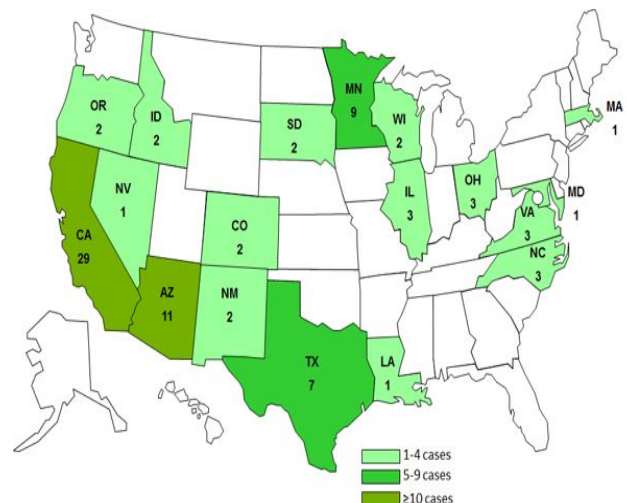 MN
9
MA
1
OR
2
ID
2
SD
2
WI
2
NV
1
IL
3
OH
3
MD
1
CO
2
VA
3
CA
29
NC
3
AZ
11
NM
2
TX
7
LA
1
1-4 cases
5-9 cases
≥10 cases